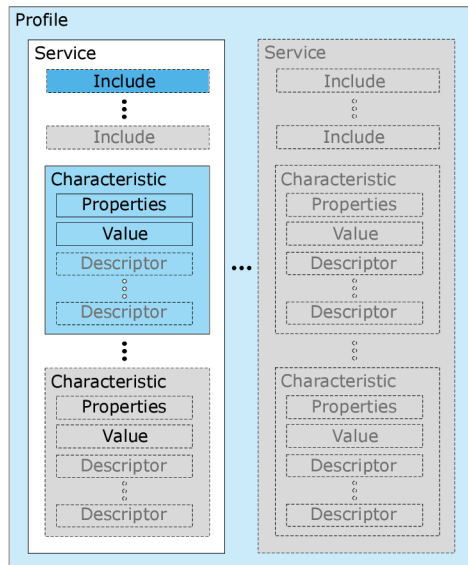 Profile
Service
Include
Include
Characteristic
Properties
Value
Descriptor
Descriptor
Characteristic
Properties
Value
Descriptor
Descriptor
Service
Include
Include
Characteristic
Properties
Value
Descriptor
Descriptor
Characteristic
Properties
Value
Descriptor
Descriptor